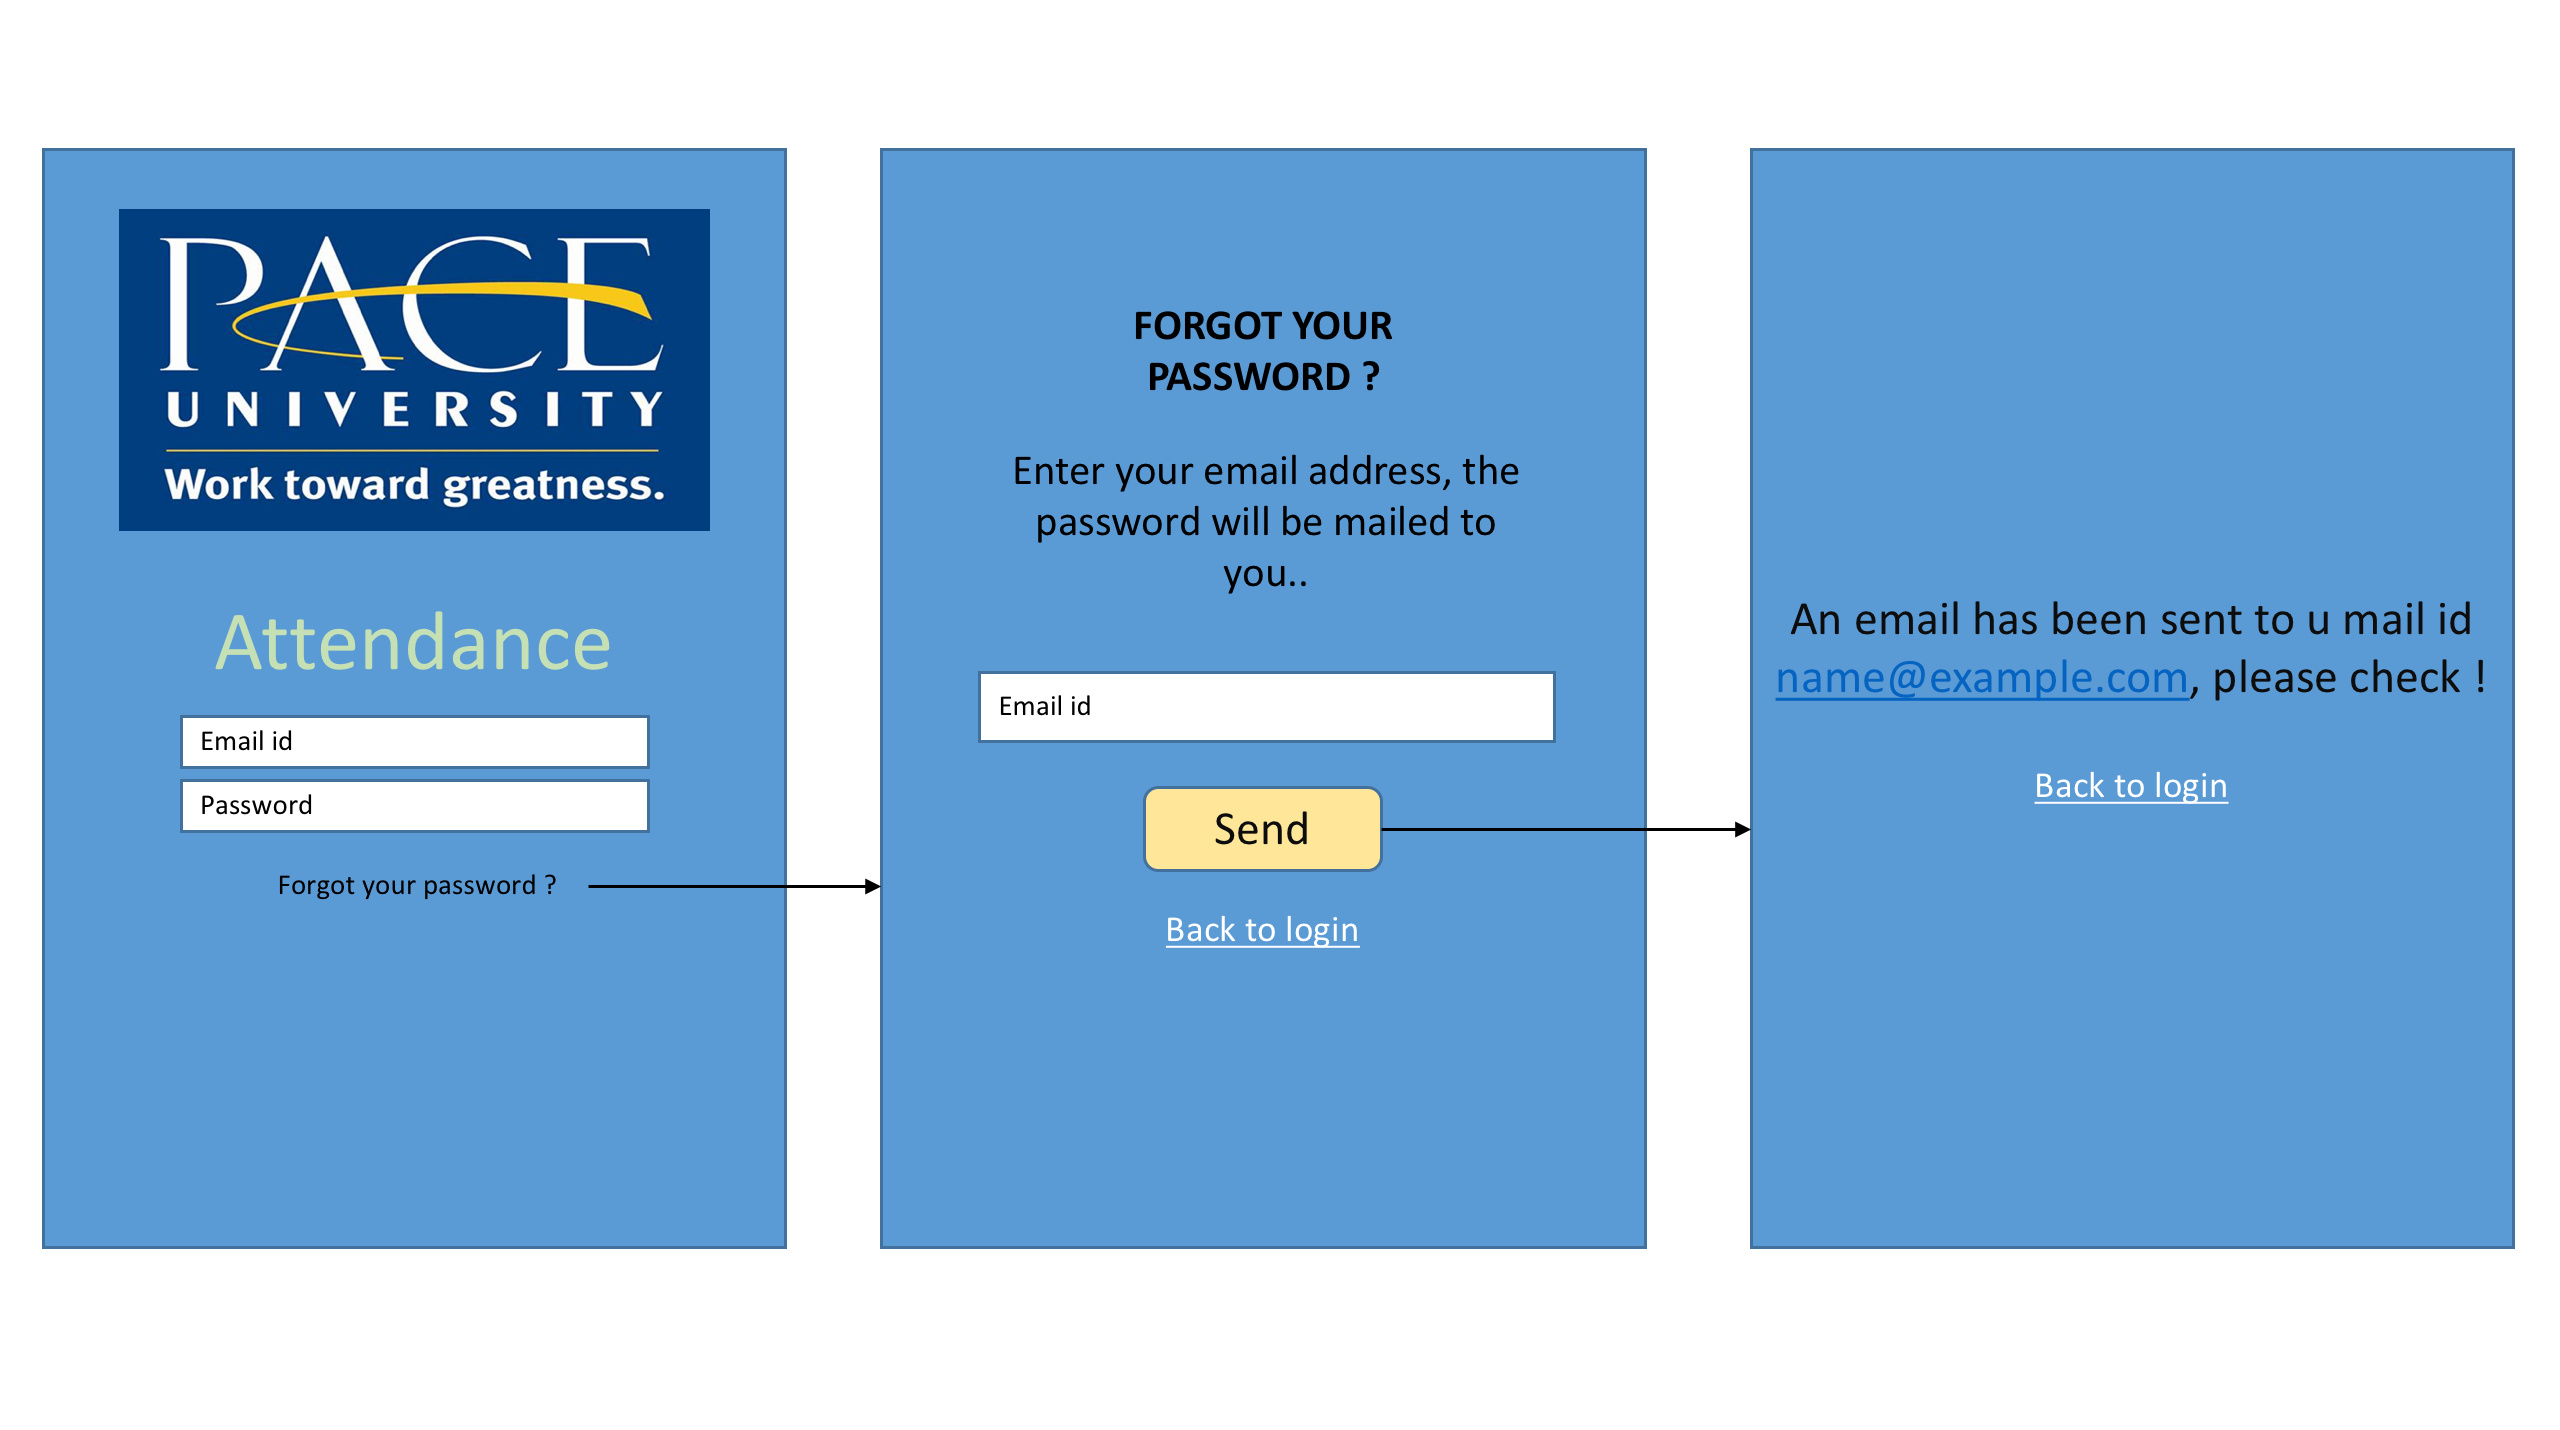 PACE
UNIVERSITY
Work toward greatness.
Attendance
Email id
Password
Forgot your password ?
FORGOT YOUR
PASSWORD ?
Enter your email address, the
password will be mailed to
you..
Email id
Send
Back to login
An email has been sent to u mail id
name@example.com, please check !
Back to login